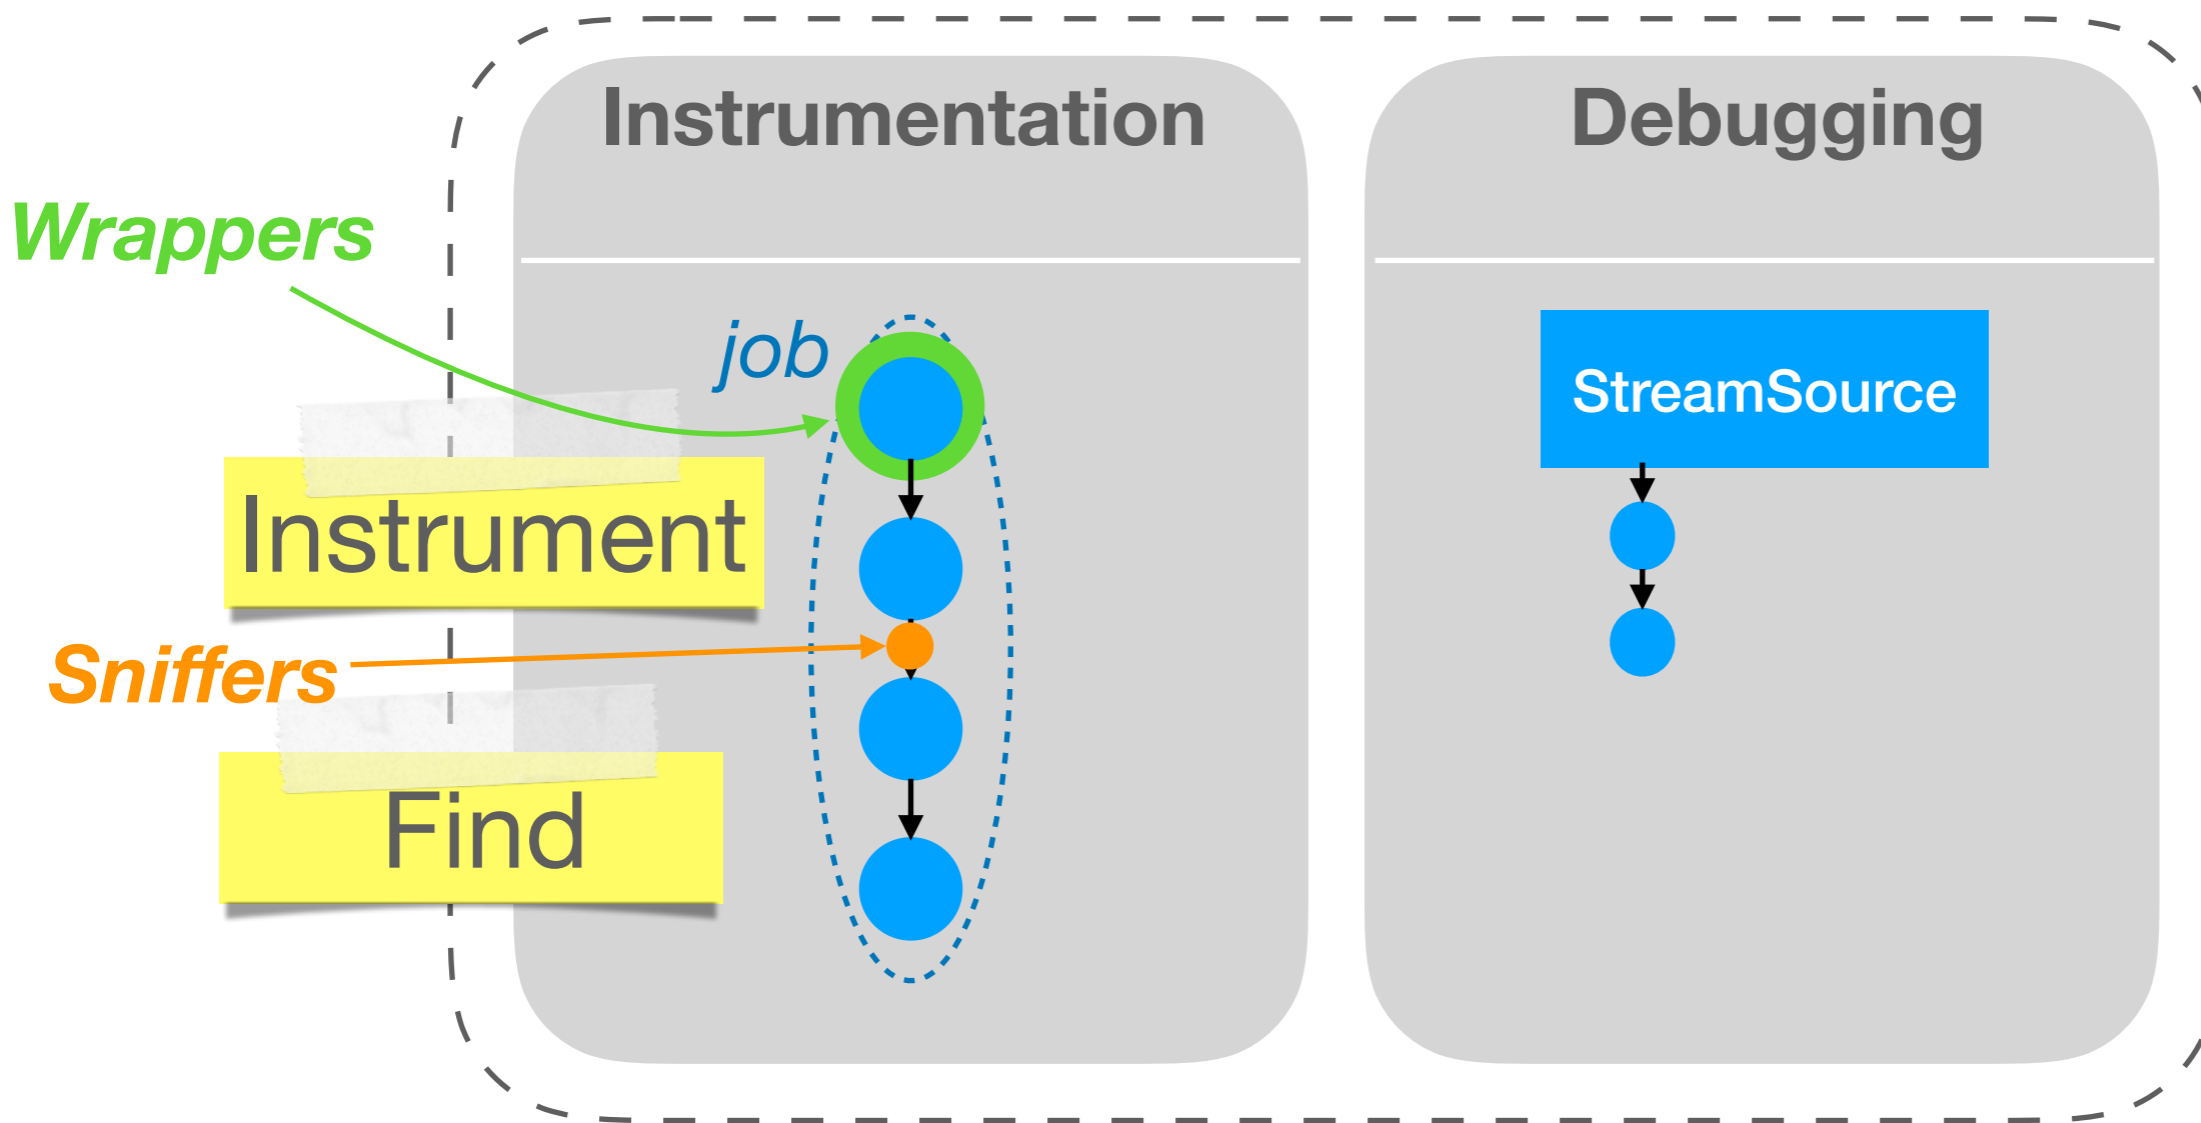 Instrumentation
Debugging
Wrappers
job
StreamSource
Instrument
Sniffers
Find